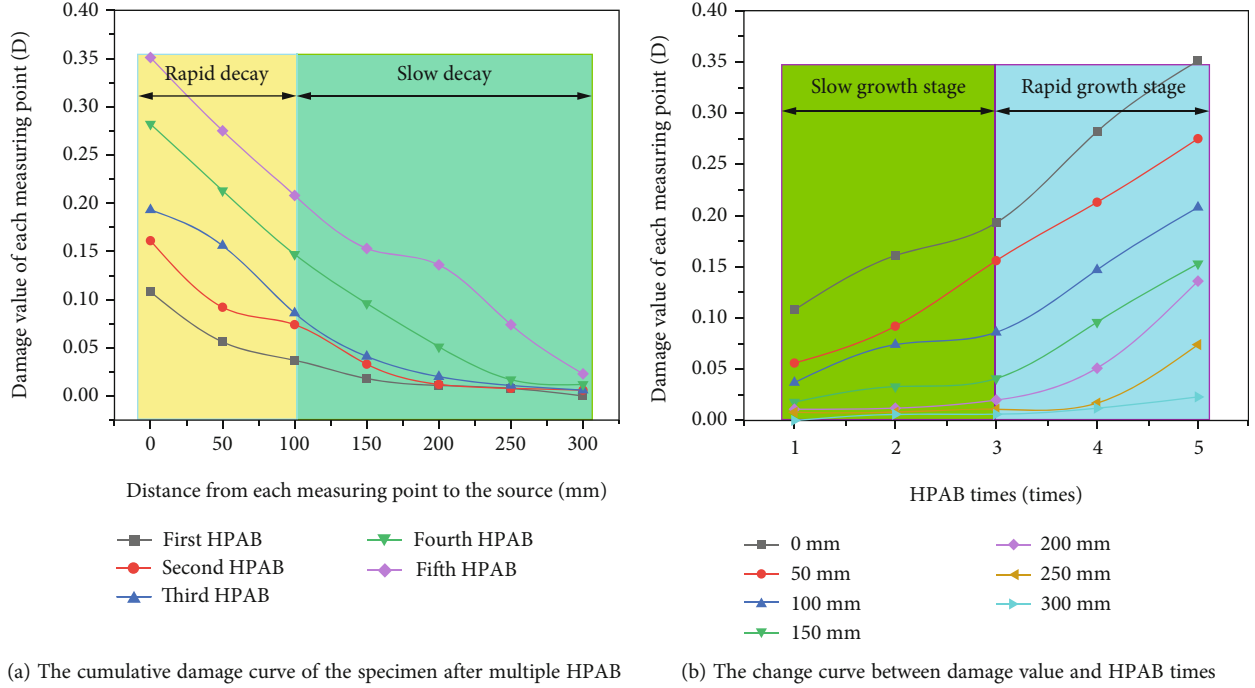 0.40
0.35
0.30
0.25
0.20
0.15
0.10
0.05
0.00
Damage value of each measuring point (D)
Rapid decay
Slow decay
0 50 100 150 200 250 300
Distance from each measuring point to the source (mm)
First HPAB
Second HPAB
Third HPAB
Fourth HPAB
Fifth HPAB
(a) The cumulative damage curve of the specimen after multiple HPAB
0.40
0.35
0.30
0.25
0.20
0.15
0.10
0.05
0.00
Damage value of each measuring point (D)
Slow growth stage
Rapid growth stage
1 2 3 4 5
HPAB times (times)
0 mm
50 mm
100 mm
150 mm
200 mm
250 mm
300 mm
(b) The change curve between damage value and HPAB times